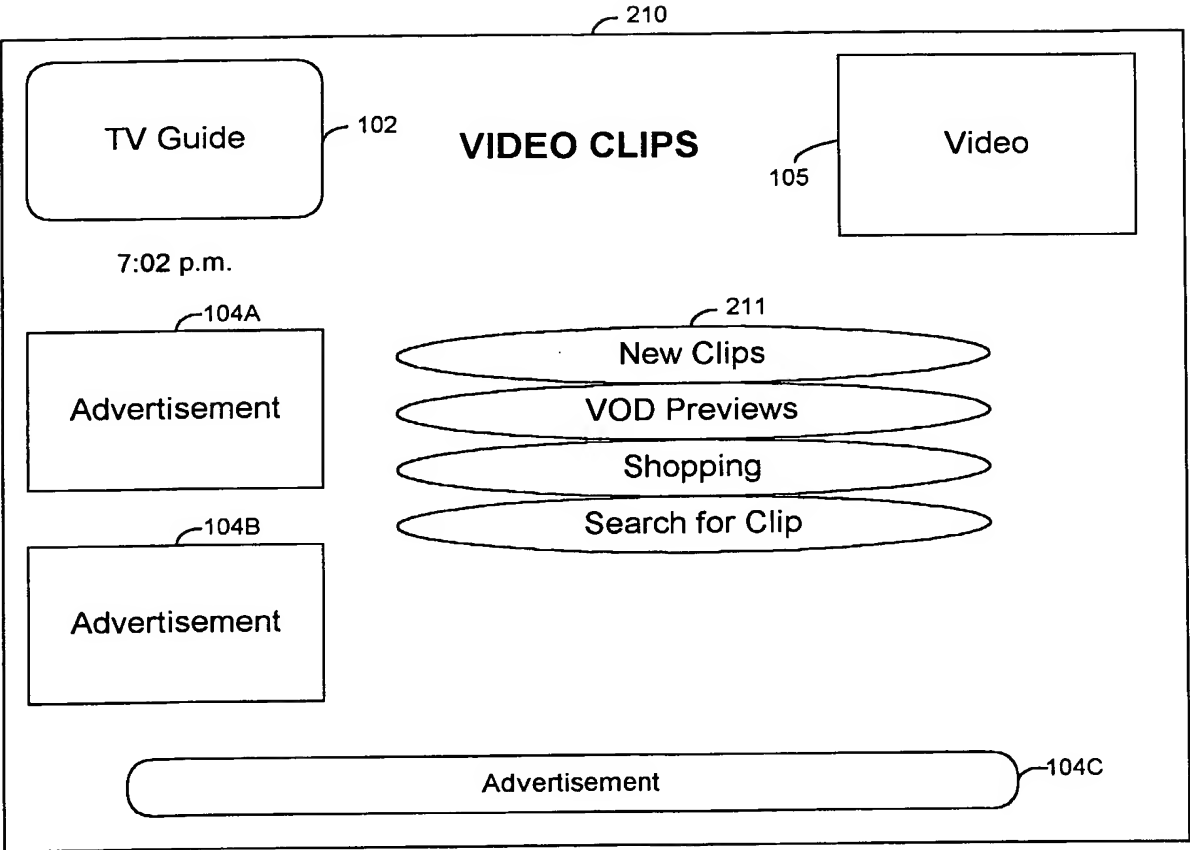 210
TV Guide
102
VIDEO CLIPS
105
Video
7:02 p.m.
104A
Advertisement
211
New Clips
VOD Previews
Shopping
Search for Clip
104B
Advertisement
Advertisement
104C